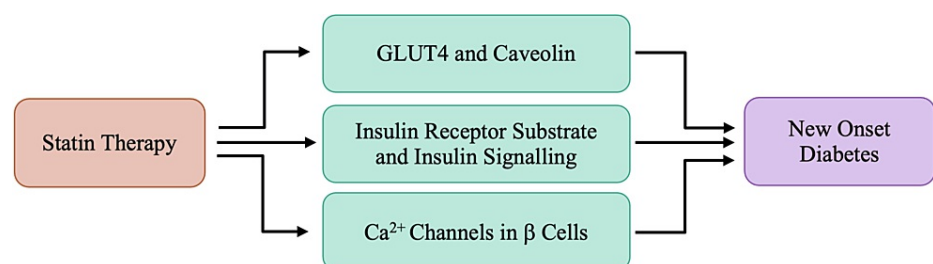 Statin Therapy
GLUT4 and Caveolin
Insulin Receptor Substrate
and Insulin Signalling
Ca²⁺ Channels in β Cells
New Onset
Diabetes